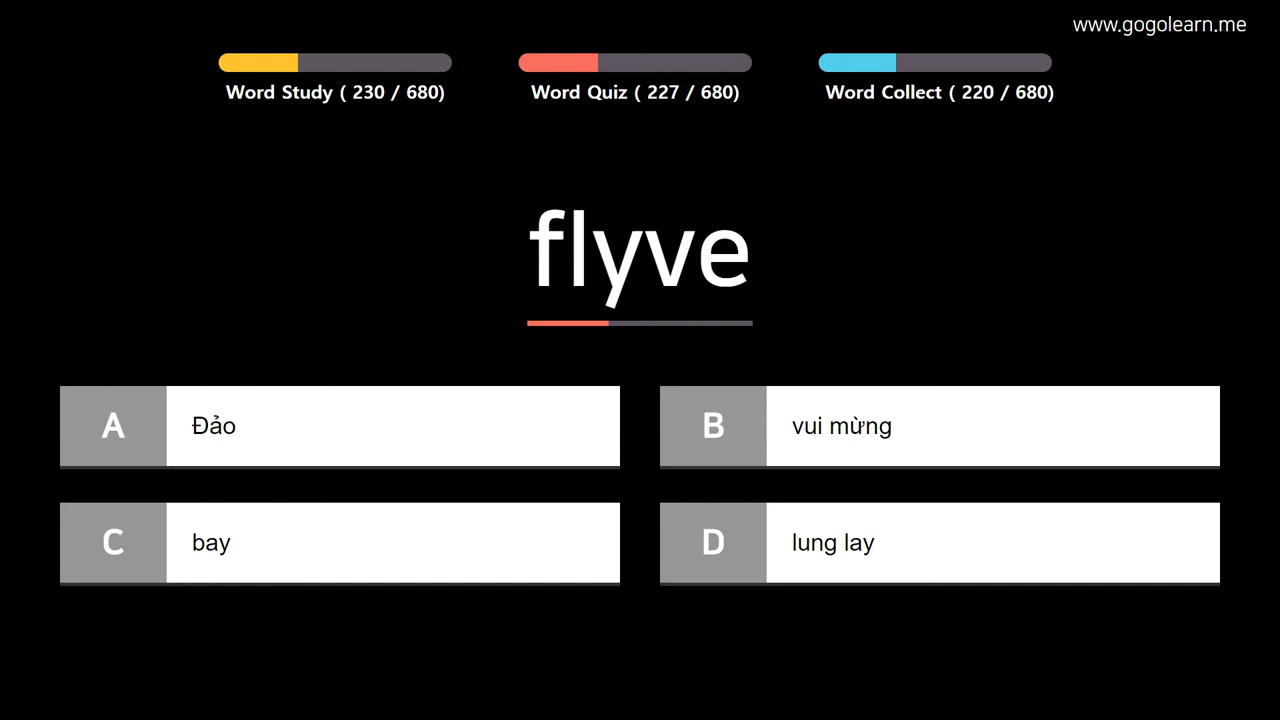 www.gogolearn.me
Word Study ( 230 / 680)
Word Quiz ( 227 / 680)
Word Collect ( 220 / 680)
flyve
A Đảo
B vui mừng
C bay
D lung lay